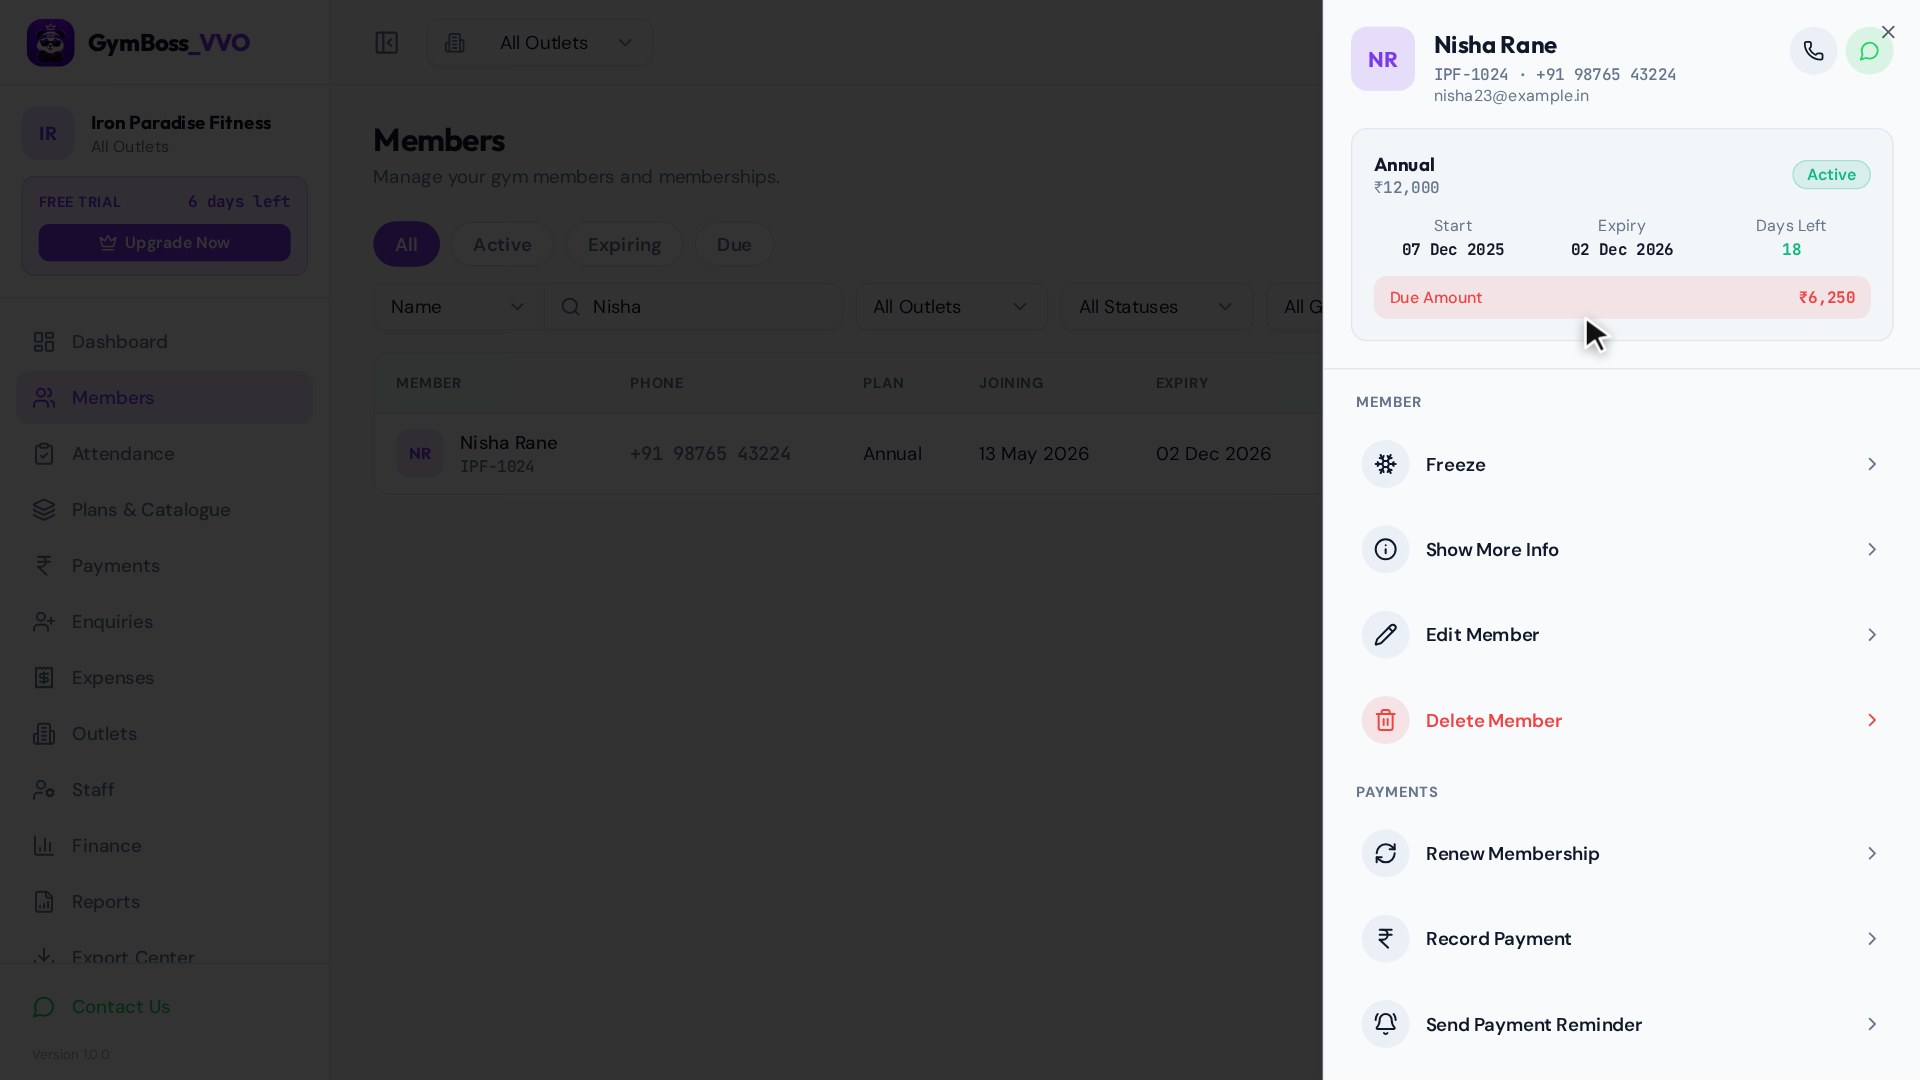 GymBoss_VVO
All Outlets
IR
Iron Paradise Fitness
All Outlets
FREE TRIAL
6 days left
Upgrade Now
Dashboard
Members
Attendance
Plans & Catalogue
Payments
Enquiries
Expenses
Outlets
Staff
Finance
Reports
Export Center
Contact Us
Version 1.0.0
Members
Manage your gym members and memberships.
All
Active
Expiring
Due
Name
Nisha
All Outlets
All Statuses
All G
MEMBER
PHONE
PLAN
JOINING
EXPIRY
NR
Nisha Rane
IPF-1024
+91 98765 43224
Annual
13 May 2026
02 Dec 2026
NR
Nisha Rane
IPF-1024 · +91 98765 43224
nisha23@example.in
Annual
₹12,000
Active
Start
Expiry
Days Left
07 Dec 2025
02 Dec 2026
18
Due Amount
₹6,250
MEMBER
Freeze
Show More Info
Edit Member
Delete Member
PAYMENTS
Renew Membership
Record Payment
Send Payment Reminder